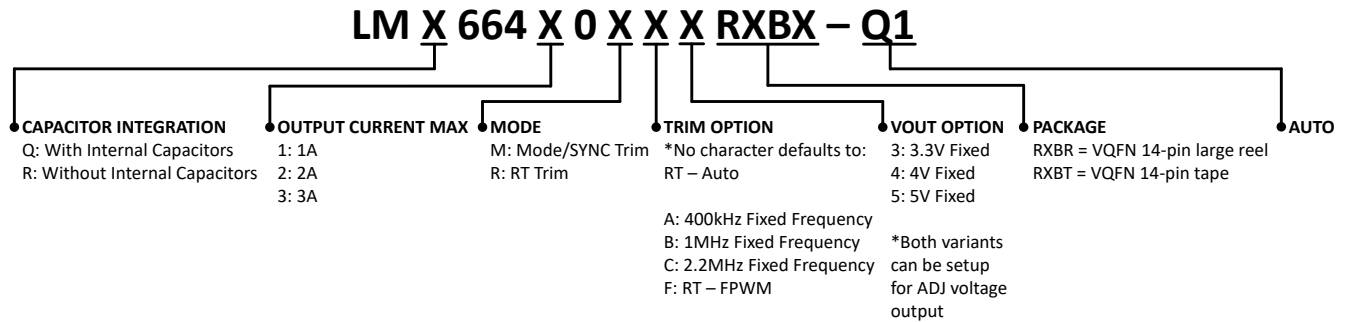 LM X 664 X 0 X X X RXBX – Q1
CAPACITOR INTEGRATION
Q: With Internal Capacitors
R: Without Internal Capacitors
OUTPUT CURRENT MAX
1: 1A
2: 2A
3: 3A
MODE
M: Mode/SYNC Trim
R: RT Trim
TRIM OPTION
*No character defaults to:
RT – Auto
A: 400kHz Fixed Frequency
B: 1MHz Fixed Frequency
C: 2.2MHz Fixed Frequency
F: RT – FPWM
VOUT OPTION
3: 3.3V Fixed
4: 4V Fixed
5: 5V Fixed
*Both variants
can be setup
for ADJ voltage
output
PACKAGE
RXBR = VQFN 14-pin large reel
RXBT = VQFN 14-pin tape
AUTO